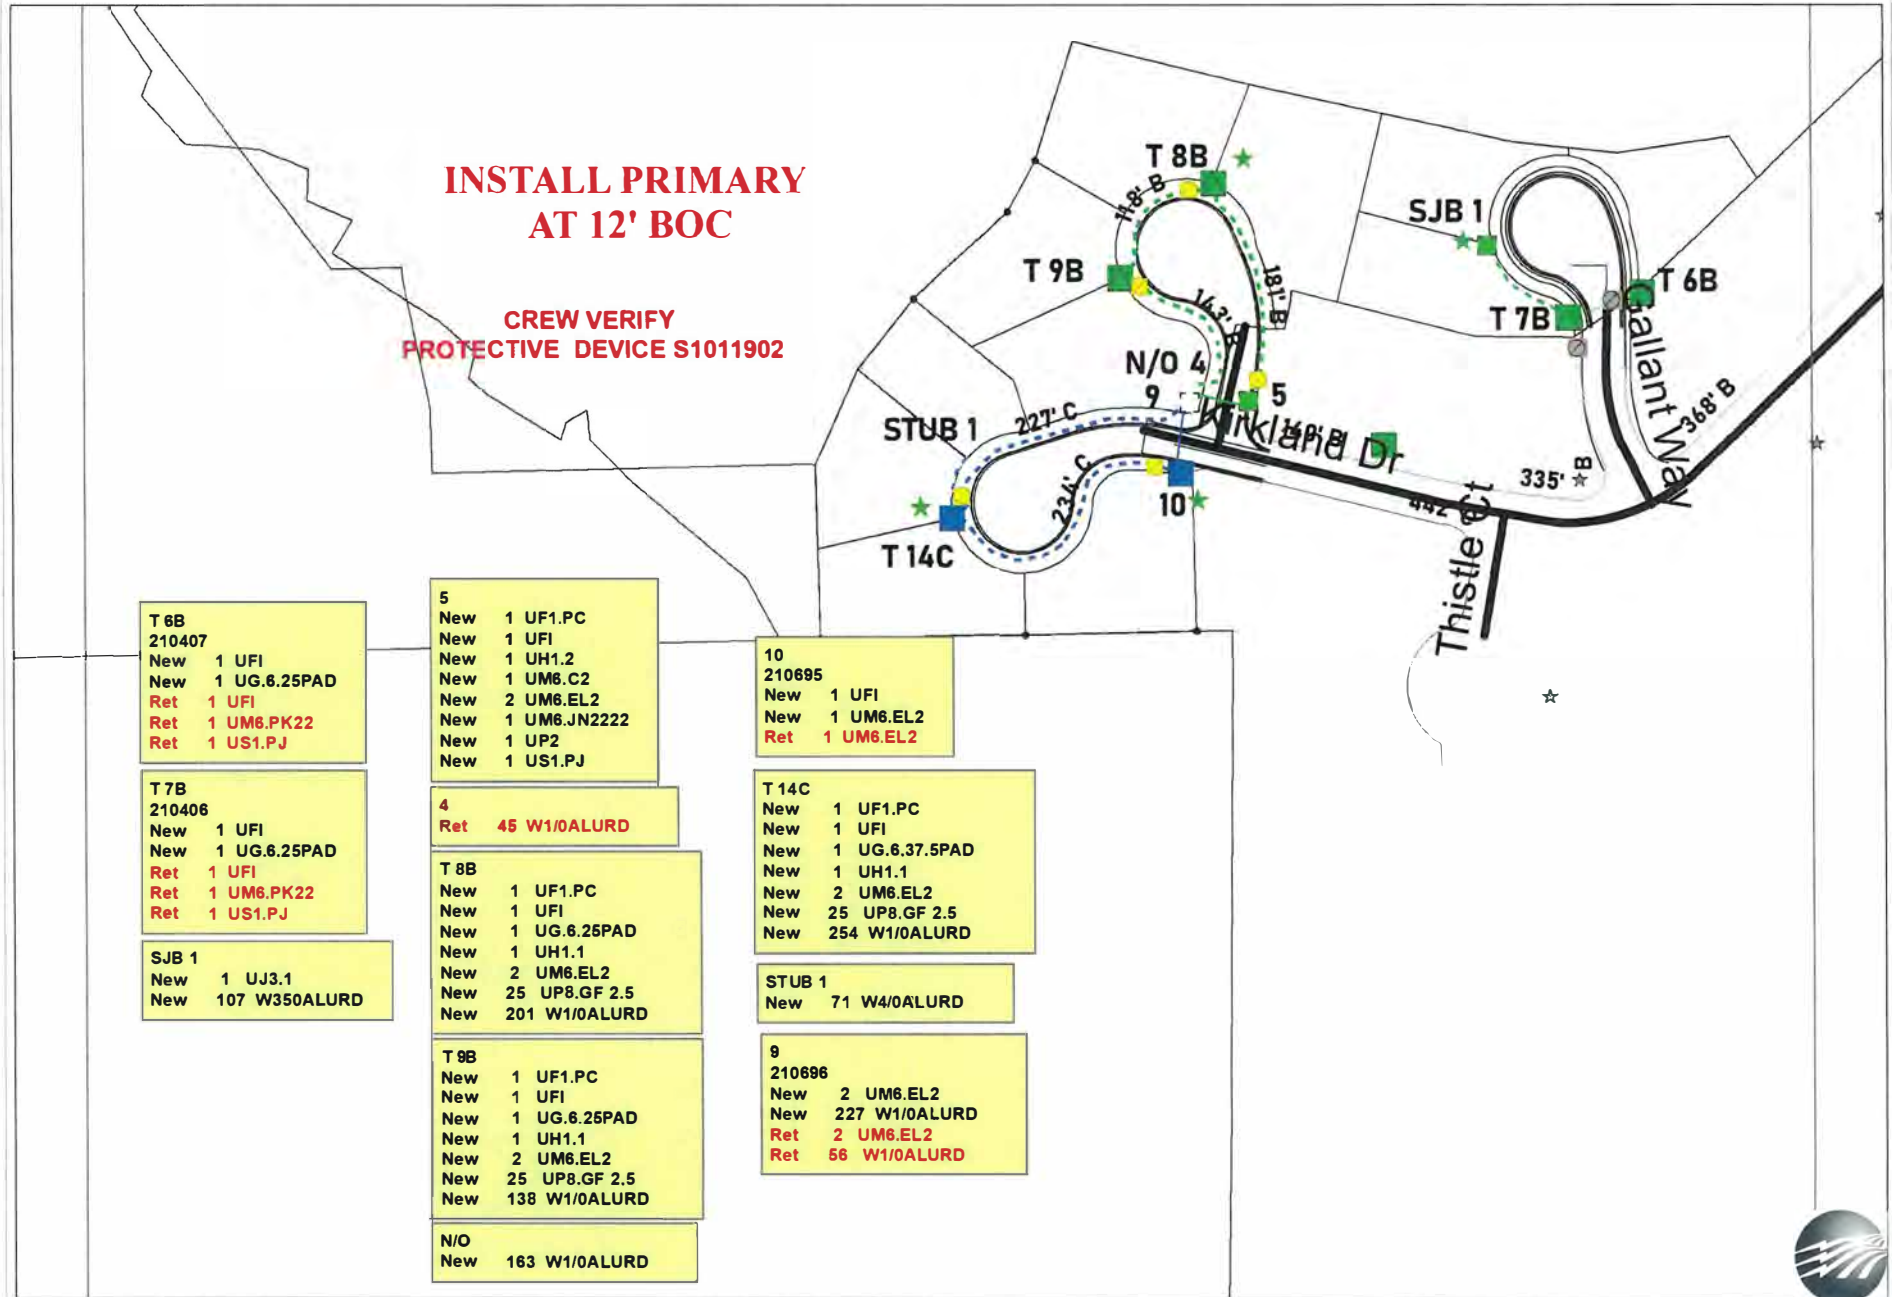 INSTALL PRIMARY
AT 12' BOC
CREW VERIFY
PROTECTIVE DEVICE S1011902
T 8B
118' B
T 9B
143' B
181' B
N/O 4
9
5
STUB 1
227' C
234' C
T 14C
10
Kirkland Dr
442'
335' B
368' B
SJB 1
T 6B
T 7B
Gallant Way
Thistle Ct
T 6B
210407
New 1 UFI
New 1 UG.6.25PAD
Ret 1 UFI
Ret 1 UM6.PK22
Ret 1 US1.PJ
T 7B
210406
New 1 UFI
New 1 UG.6.25PAD
Ret 1 UFI
Ret 1 UM6.PK22
Ret 1 US1.PJ
SJB 1
New 1 UJ3.1
New 107 W350ALURD
5
New 1 UF1.PC
New 1 UFI
New 1 UH1.2
New 1 UM6.C2
New 2 UM6.EL2
New 1 UM6.JN2222
New 1 UP2
New 1 US1.PJ
4
Ret 45 W1/0ALURD
T 8B
New 1 UF1.PC
New 1 UFI
New 1 UG.6.25PAD
New 1 UH1.1
New 2 UM6.EL2
New 25 UP8.GF 2.5
New 201 W1/0ALURD
T 9B
New 1 UF1.PC
New 1 UFI
New 1 UG.6.25PAD
New 1 UH1.1
New 2 UM6.EL2
New 25 UP8.GF 2.5
New 138 W1/0ALURD
N/O
New 163 W1/0ALURD
10
210695
New 1 UFI
New 1 UM6.EL2
Ret 1 UM6.EL2
T 14C
New 1 UF1.PC
New 1 UFI
New 1 UG.6.37.5PAD
New 1 UH1.1
New 2 UM6.EL2
New 25 UP8.GF 2.5
New 254 W1/0ALURD
STUB 1
New 71 W4/0ALURD
9
210696
New 2 UM6.EL2
New 227 W1/0ALURD
Ret 2 UM6.EL2
Ret 56 W1/0ALURD